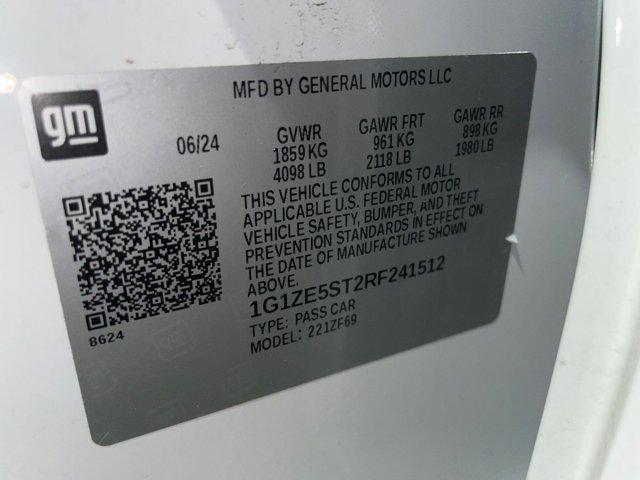 MFD BY GENERAL MOTORS LLC
gm
06/24
GVWR
1859 KG
4098 LB
GAWR FRT
961 KG
2118 LB
GAWR RR
898 KG
1980 LB
THIS VEHICLE CONFORMS TO ALL
APPLICABLE U.S. FEDERAL MOTOR
VEHICLE SAFETY, BUMPER, AND THEFT
PREVENTION STANDARDS IN EFFECT ON
THE DATE OF MANUFACTURE SHOWN
ABOVE.
1G1ZE5ST2RF241512
TYPE: PASS CAR
MODEL: 221ZF69
8624